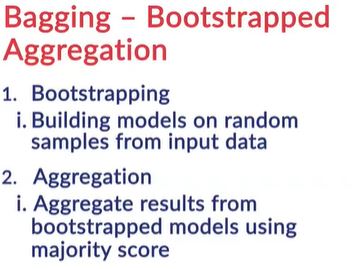 Bagging – Bootstrapped
Aggregation
1. Bootstrapping
i. Building models on random
samples from input data
2. Aggregation
i. Aggregate results from
bootstrapped models using
majority score